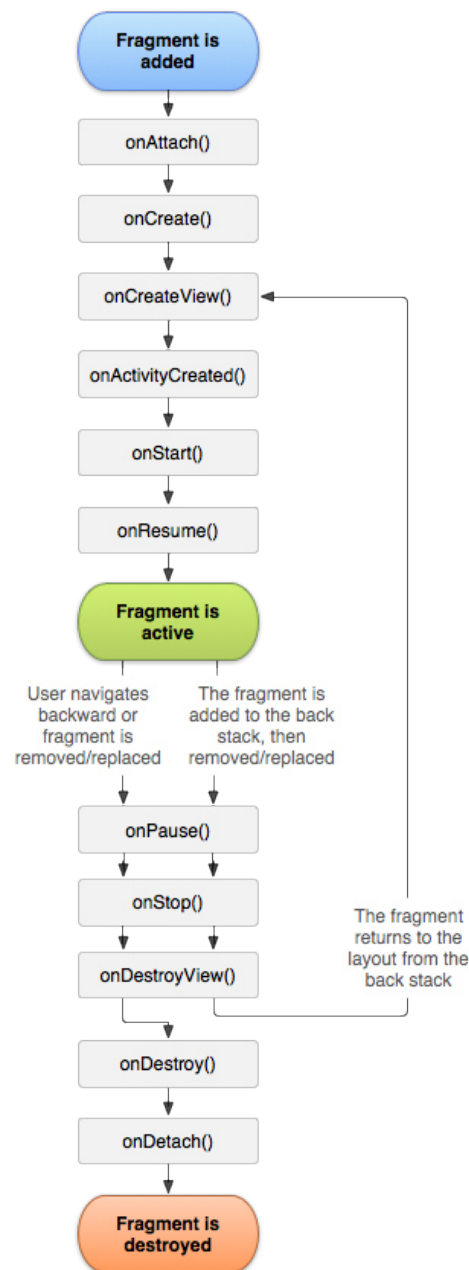 Fragment is
added
onAttach()
onCreate()
onCreateView()
onActivityCreated()
onStart()
onResume()
Fragment is
active
User navigates
backward or
fragment is
removed/replaced
The fragment is
added to the back
stack, then
removed/replaced
onPause()
onStop()
onDestroyView()
The fragment
returns to the
layout from the
back stack
onDestroy()
onDetach()
Fragment is
destroyed